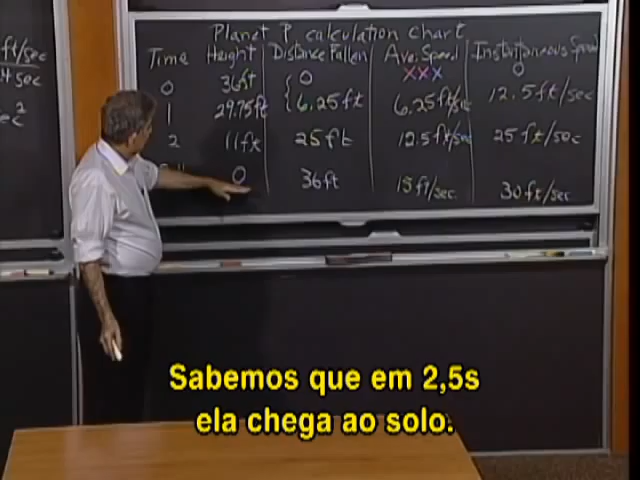 ft/sec
4 sec
ec²
Planet P calculation chart
Time Height Distance Fallen Ave. Speed Instantaneous Speed
0 36ft 0 XXX 0
1 29.75ft 6.25ft 6.25ft/sec 12.5ft/sec
2 11ft 25ft 12.5ft/sec 25ft/sec
0 36ft 15ft/sec. 30ft/sec
Sabemos que em 2,5s
ela chega ao solo.